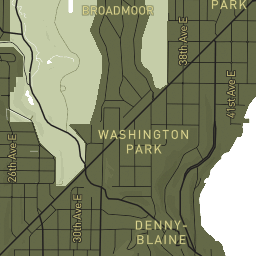 BROADMOOR
PARK
38th Ave E
41st Ave E
WASHINGTON
PARK
26th Ave E
30th Ave E
DENNY-
BLAINE